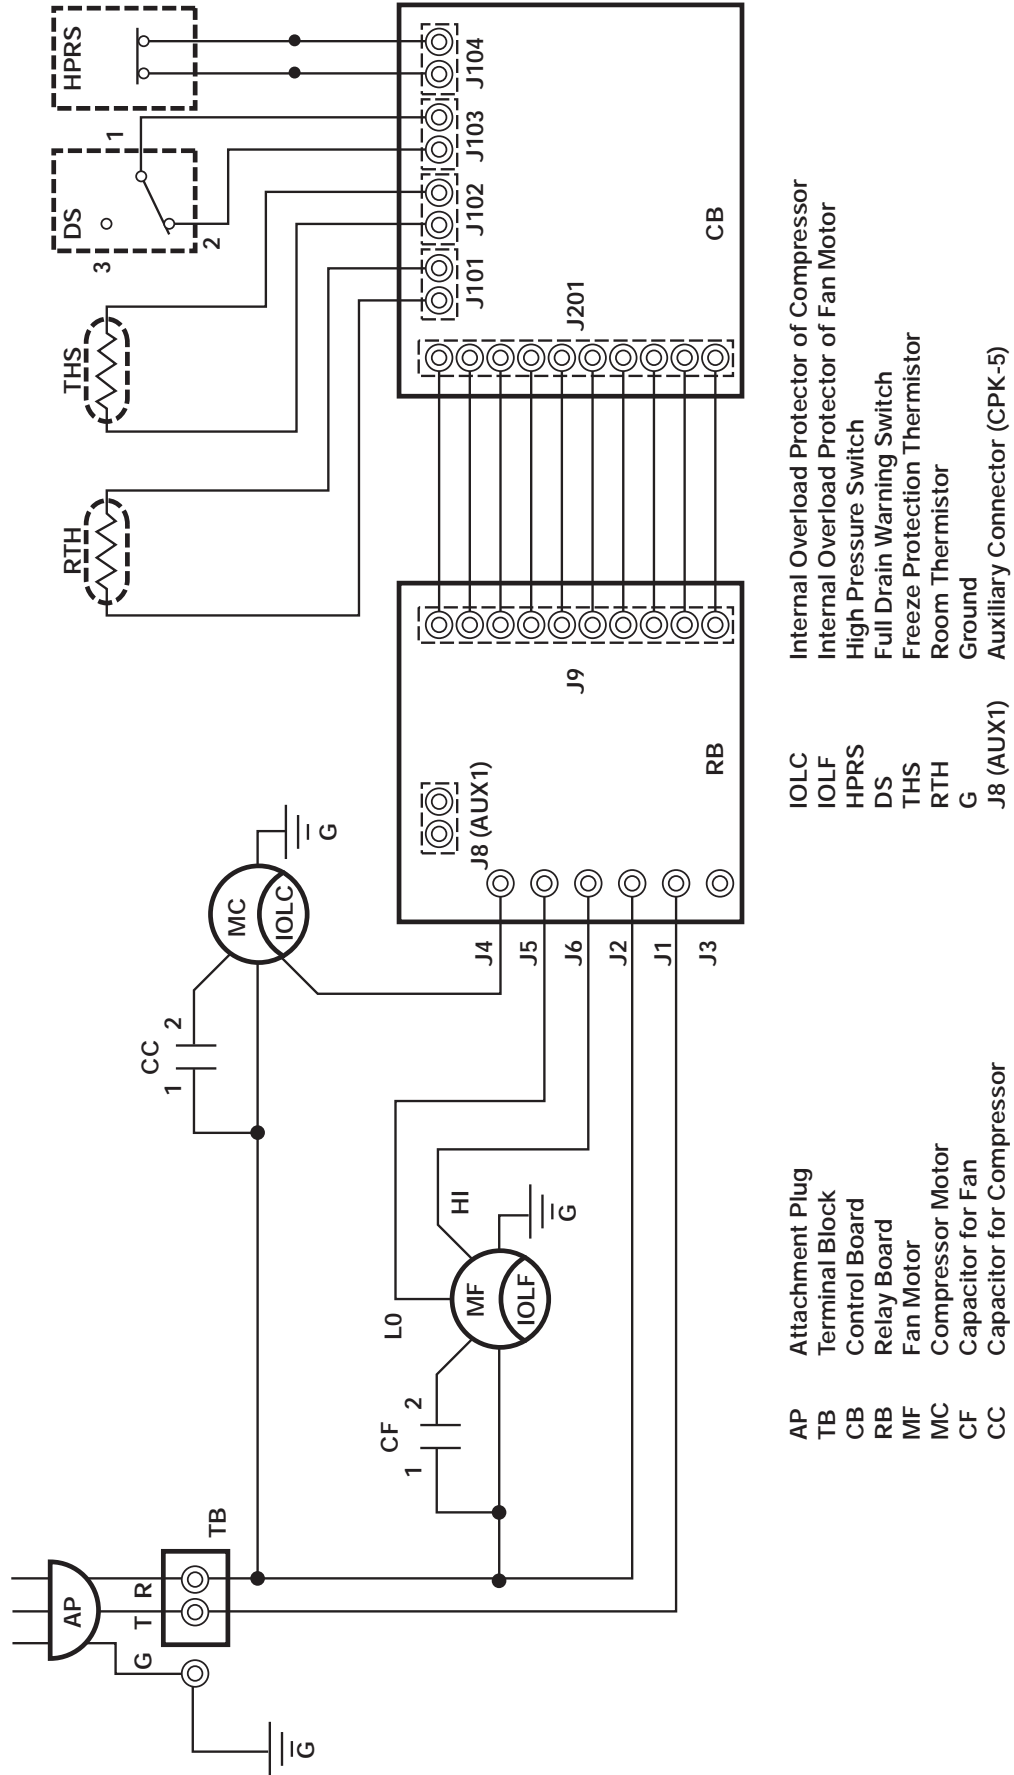 AP
G
T
R
TB
G
CC
1
2
MC
IOLC
G
CF
1
2
L0
HI
MF
IOLF
G
RTH
THS
DS
3
1
2
HPRS
J4
J5
J6
J2
J1
J3
J8 (AUX1)
J9
RB
J101
J102
J103
J104
J201
CB
AP Attachment Plug
TB Terminal Block
CB Control Board
RB Relay Board
MF Fan Motor
MC Compressor Motor
CF Capacitor for Fan
CC Capacitor for Compressor
IOLC Internal Overload Protector of Compressor
IOLF Internal Overload Protector of Fan Motor
HPRS High Pressure Switch
DS Full Drain Warning Switch
THS Freeze Protection Thermistor
RTH Room Thermistor
G Ground
J8 (AUX1) Auxiliary Connector (CPK-5)